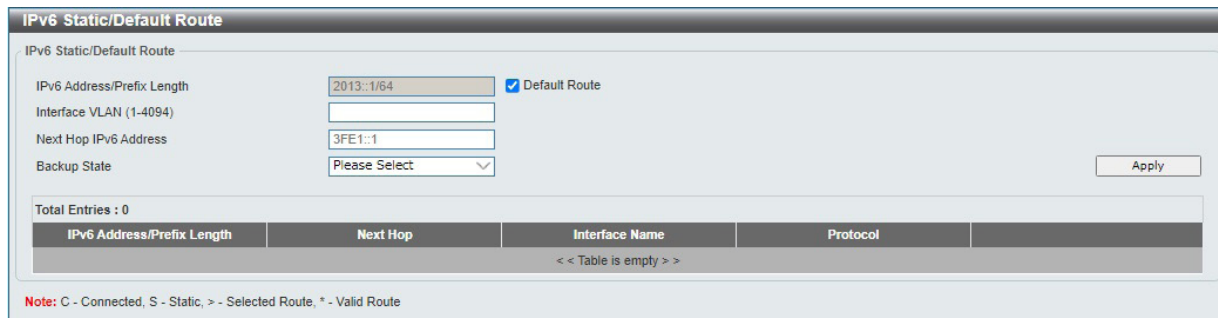 IPv6 Static/Default Route
IPv6 Static/Default Route
IPv6 Address/Prefix Length 2013::1/64 Default Route
Interface VLAN (1-4094)
Next Hop IPv6 Address 3FE1::1
Backup State Please Select Apply
Total Entries : 0
IPv6 Address/Prefix Length Next Hop Interface Name Protocol
< < Table is empty > >
Note: C - Connected, S - Static, > - Selected Route, * - Valid Route